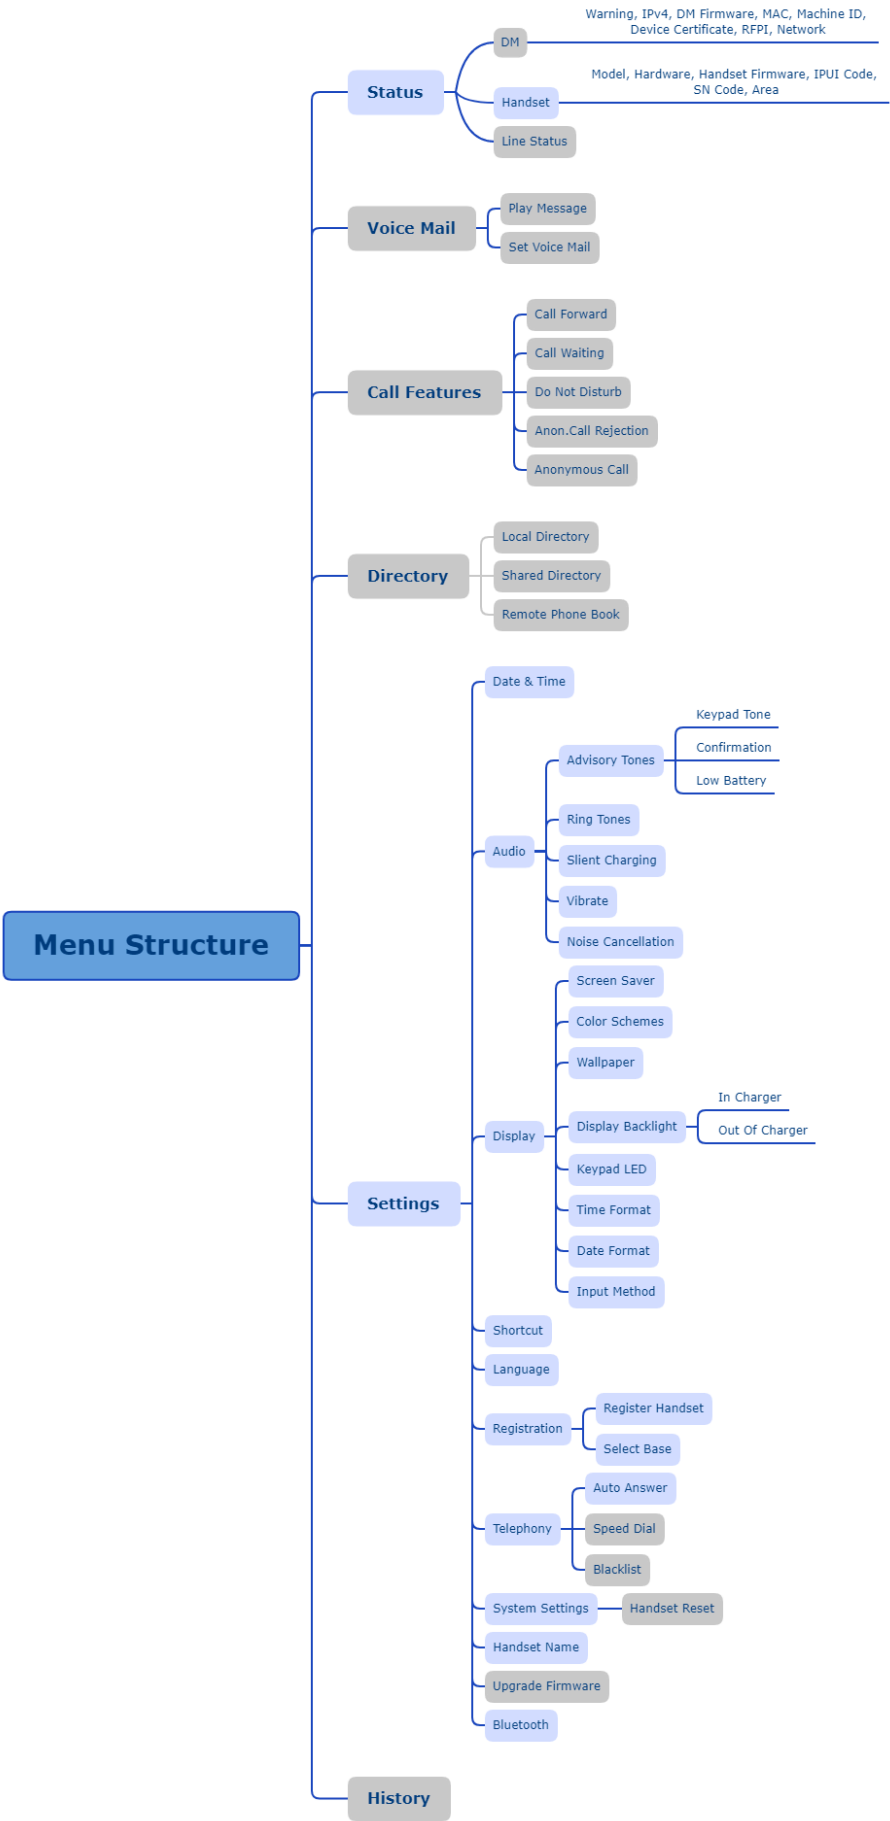 Menu Structure
Status
DM
Warning, IPv4, DM Firmware, MAC, Machine ID,
Device Certificate, RFPI, Network
Handset
Model, Hardware, Handset Firmware, IPUI Code,
SN Code, Area
Line Status
Voice Mail
Play Message
Set Voice Mail
Call Features
Call Forward
Call Waiting
Do Not Disturb
Anon.Call Rejection
Anonymous Call
Directory
Local Directory
Shared Directory
Remote Phone Book
Settings
Date & Time
Audio
Advisory Tones
Keypad Tone
Confirmation
Low Battery
Ring Tones
Slient Charging
Vibrate
Noise Cancellation
Display
Screen Saver
Color Schemes
Wallpaper
Display Backlight
In Charger
Out Of Charger
Keypad LED
Time Format
Date Format
Input Method
Shortcut
Language
Registration
Register Handset
Select Base
Telephony
Auto Answer
Speed Dial
Blacklist
System Settings
Handset Reset
Handset Name
Upgrade Firmware
Bluetooth
History